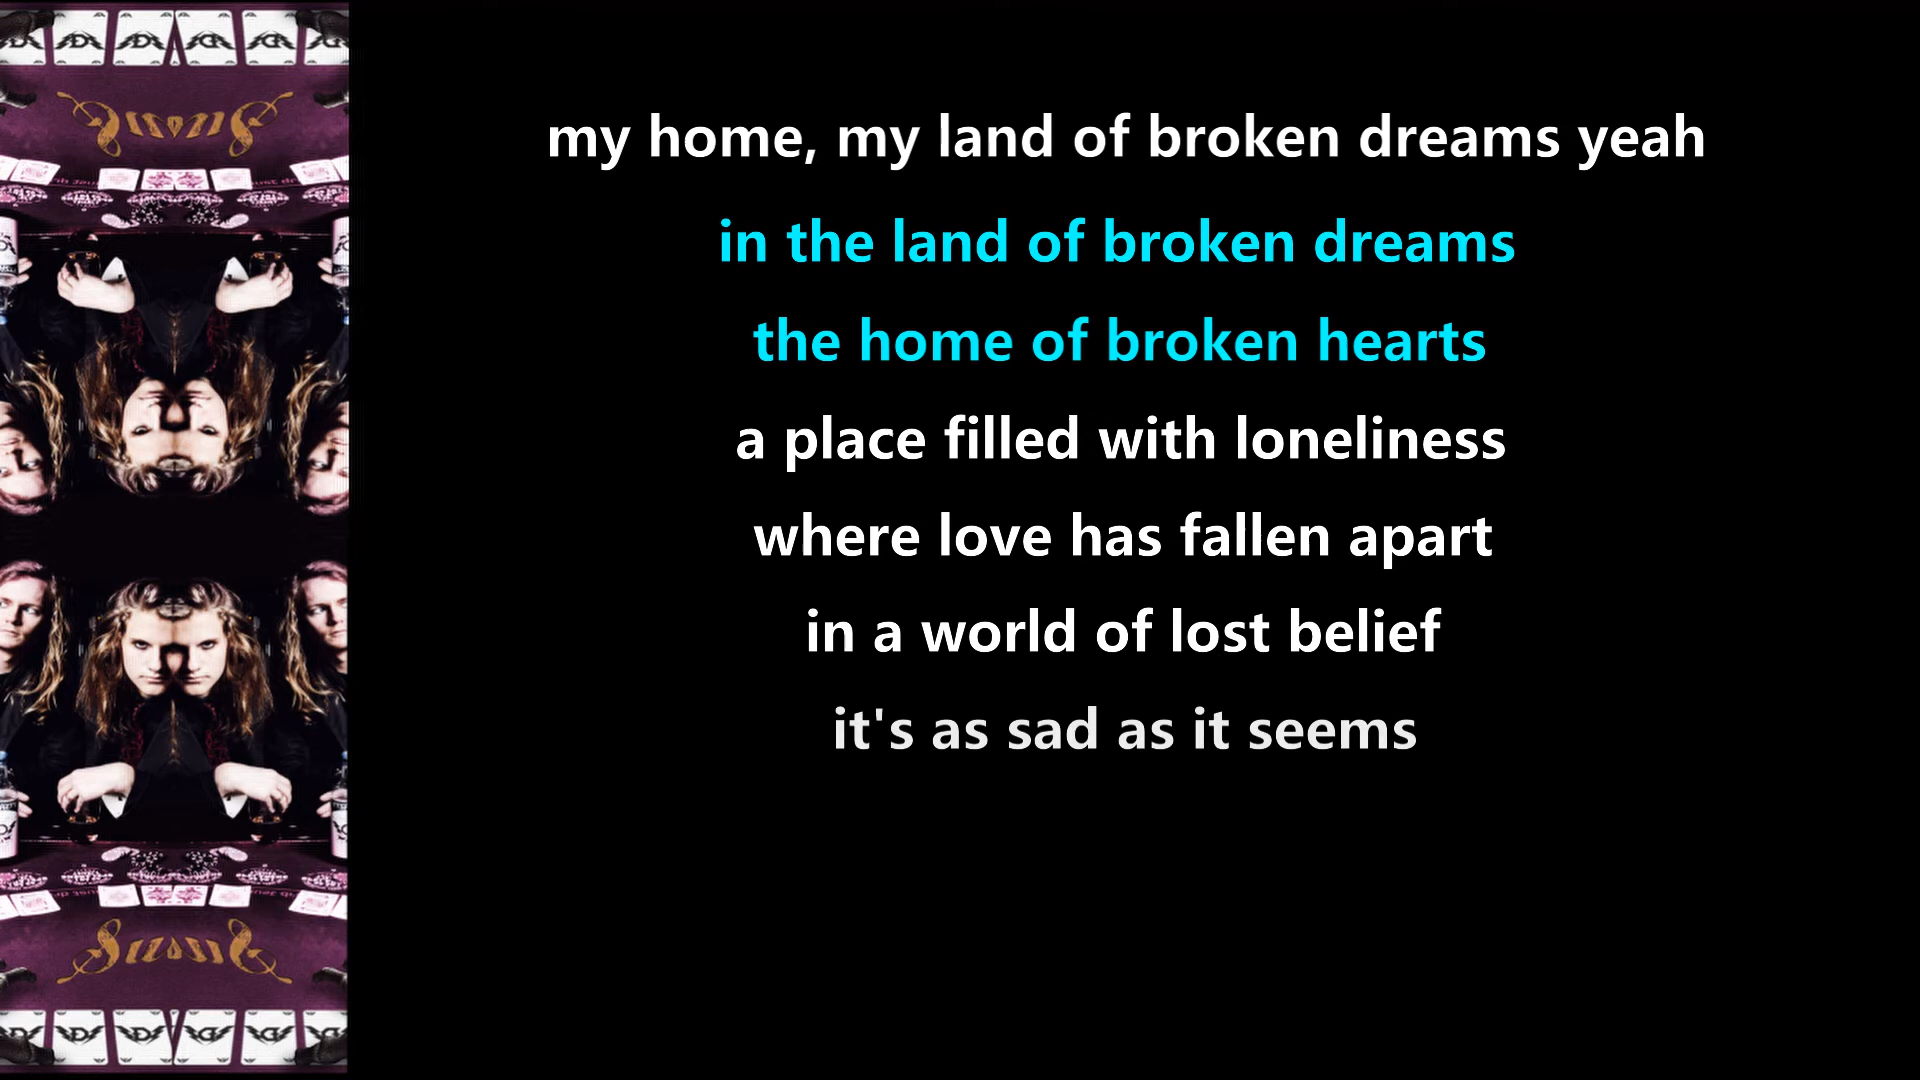 my home, my land of broken dreams yeah
in the land of broken dreams
the home of broken hearts
a place filled with loneliness
where love has fallen apart
in a world of lost belief
it's as sad as it seems